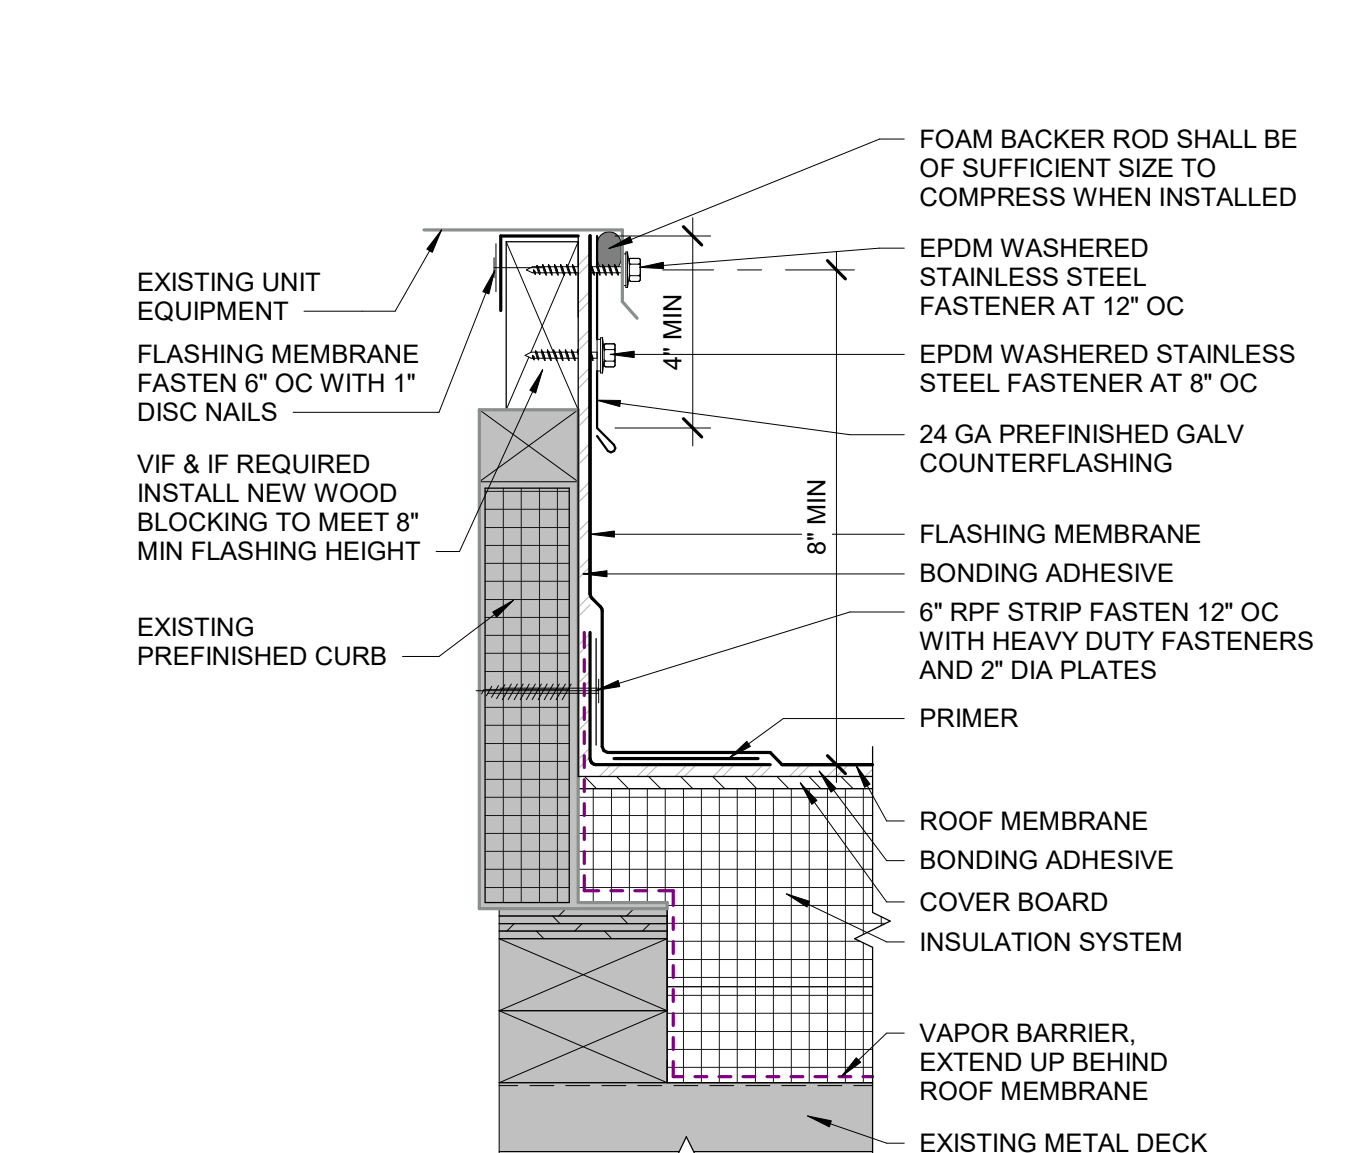 EXISTING UNIT
EQUIPMENT
FLASHING MEMBRANE
FASTEN 6" OC WITH 1"
DISC NAILS
VIF & IF REQUIRED
INSTALL NEW WOOD
BLOCKING TO MEET 8"
MIN FLASHING HEIGHT
EXISTING
PREFINISHED CURB
4" MIN
8" MIN
FOAM BACKER ROD SHALL BE
OF SUFFICIENT SIZE TO
COMPRESS WHEN INSTALLED
EPDM WASHERED
STAINLESS STEEL
FASTENER AT 12" OC
EPDM WASHERED STAINLESS
STEEL FASTENER AT 8" OC
24 GA PREFINISHED GALV
COUNTERFLASHING
FLASHING MEMBRANE
BONDING ADHESIVE
6" RPF STRIP FASTEN 12" OC
WITH HEAVY DUTY FASTENERS
AND 2" DIA PLATES
PRIMER
ROOF MEMBRANE
BONDING ADHESIVE
COVER BOARD
INSULATION SYSTEM
VAPOR BARRIER,
EXTEND UP BEHIND
ROOF MEMBRANE
EXISTING METAL DECK